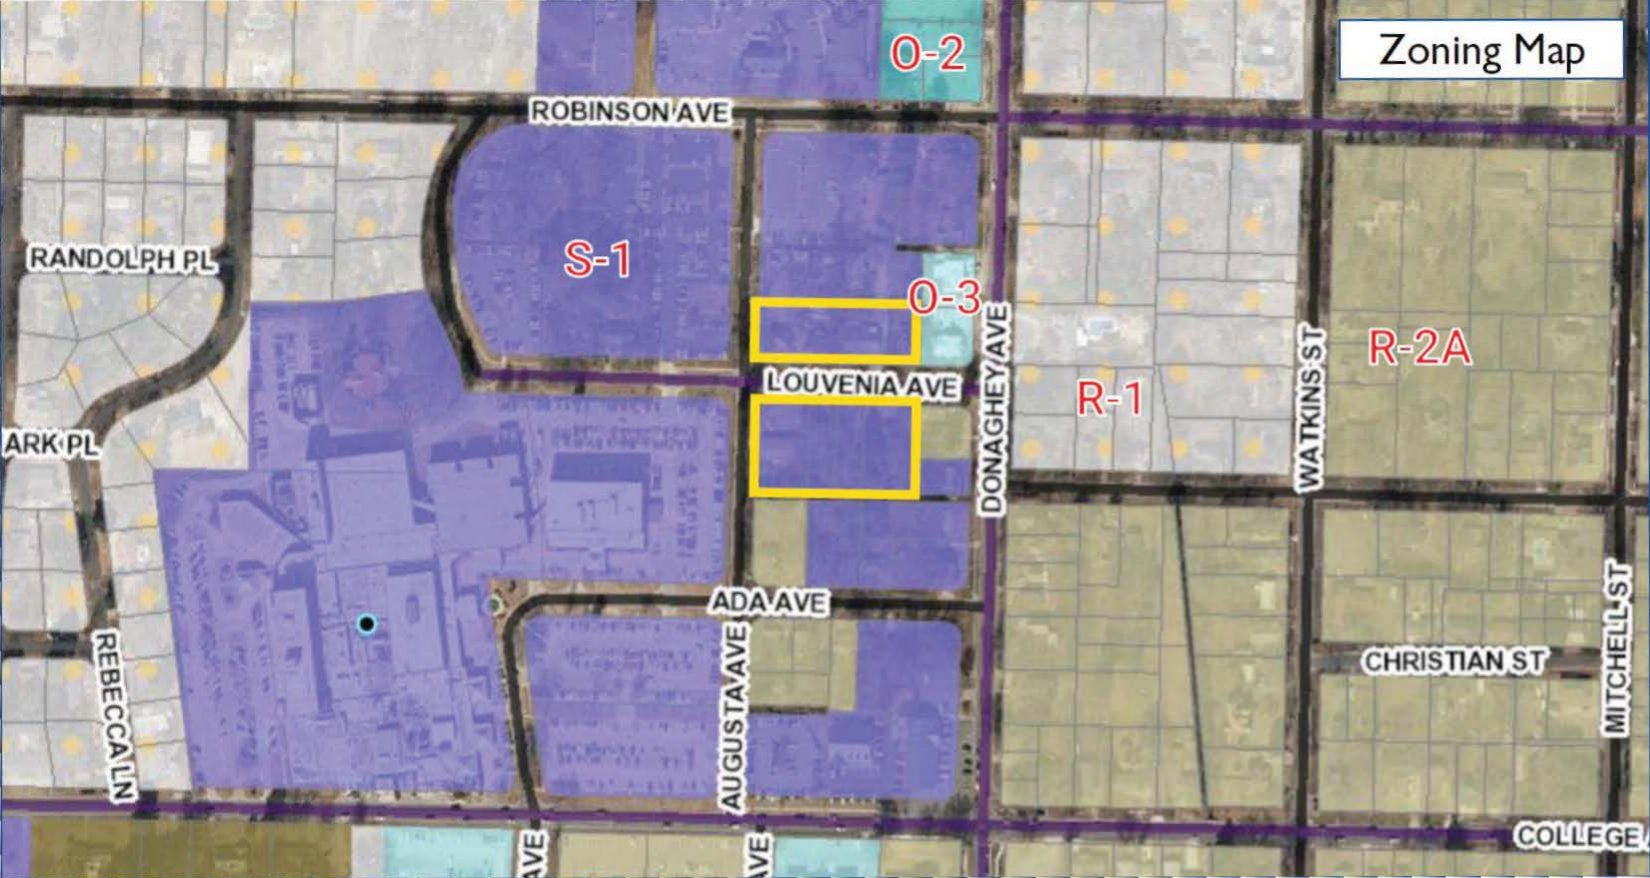 O-2
Zoning Map
ROBINSON AVE
RANDOLPH PL
S-1
O-3
R-2A
LOUVENIA AVE
R-1
DONAGHEY AVE
WATKINS ST
ARK PL
ADA AVE
AUGUSTA AVE
CHRISTIAN ST
MITCHELL ST
REBECCA LN
COLLEGE
AVE
AVE